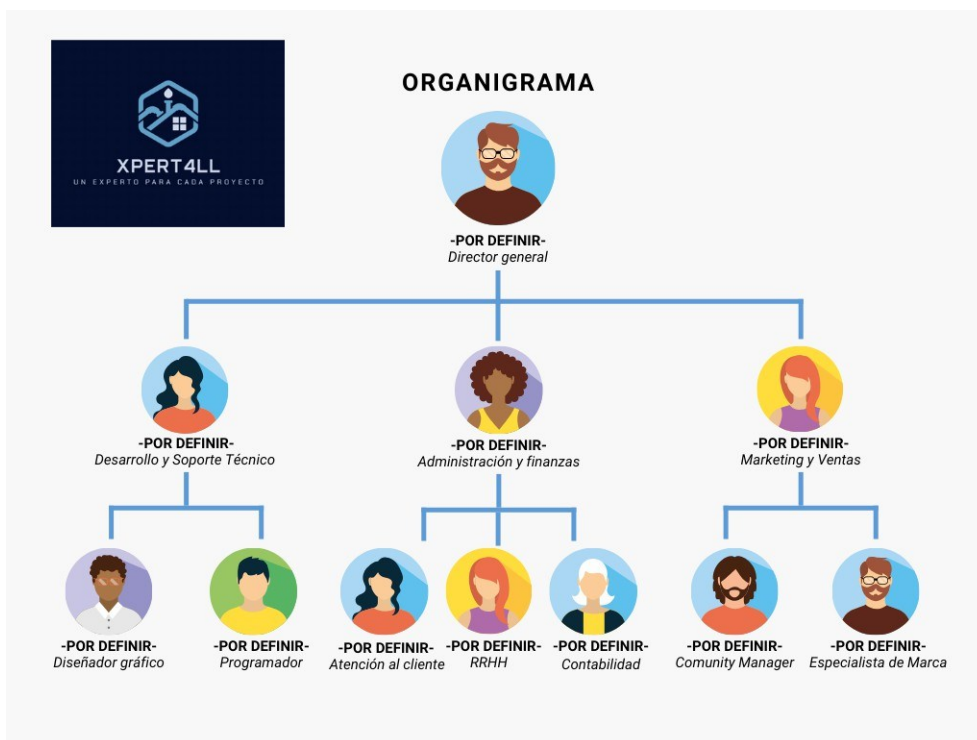 XPERT4LL
UN EXPERTO PARA CADA PROYECTO
ORGANIGRAMA
-POR DEFINIR-
Director general
-POR DEFINIR-
Desarrollo y Soporte Técnico
-POR DEFINIR-
Administración y finanzas
-POR DEFINIR-
Marketing y Ventas
-POR DEFINIR-
Diseñador gráfico
-POR DEFINIR-
Programador
-POR DEFINIR-
Atención al cliente
-POR DEFINIR-
RRHH
-POR DEFINIR-
Contabilidad
-POR DEFINIR-
Comunity Manager
-POR DEFINIR-
Especialista de Marca